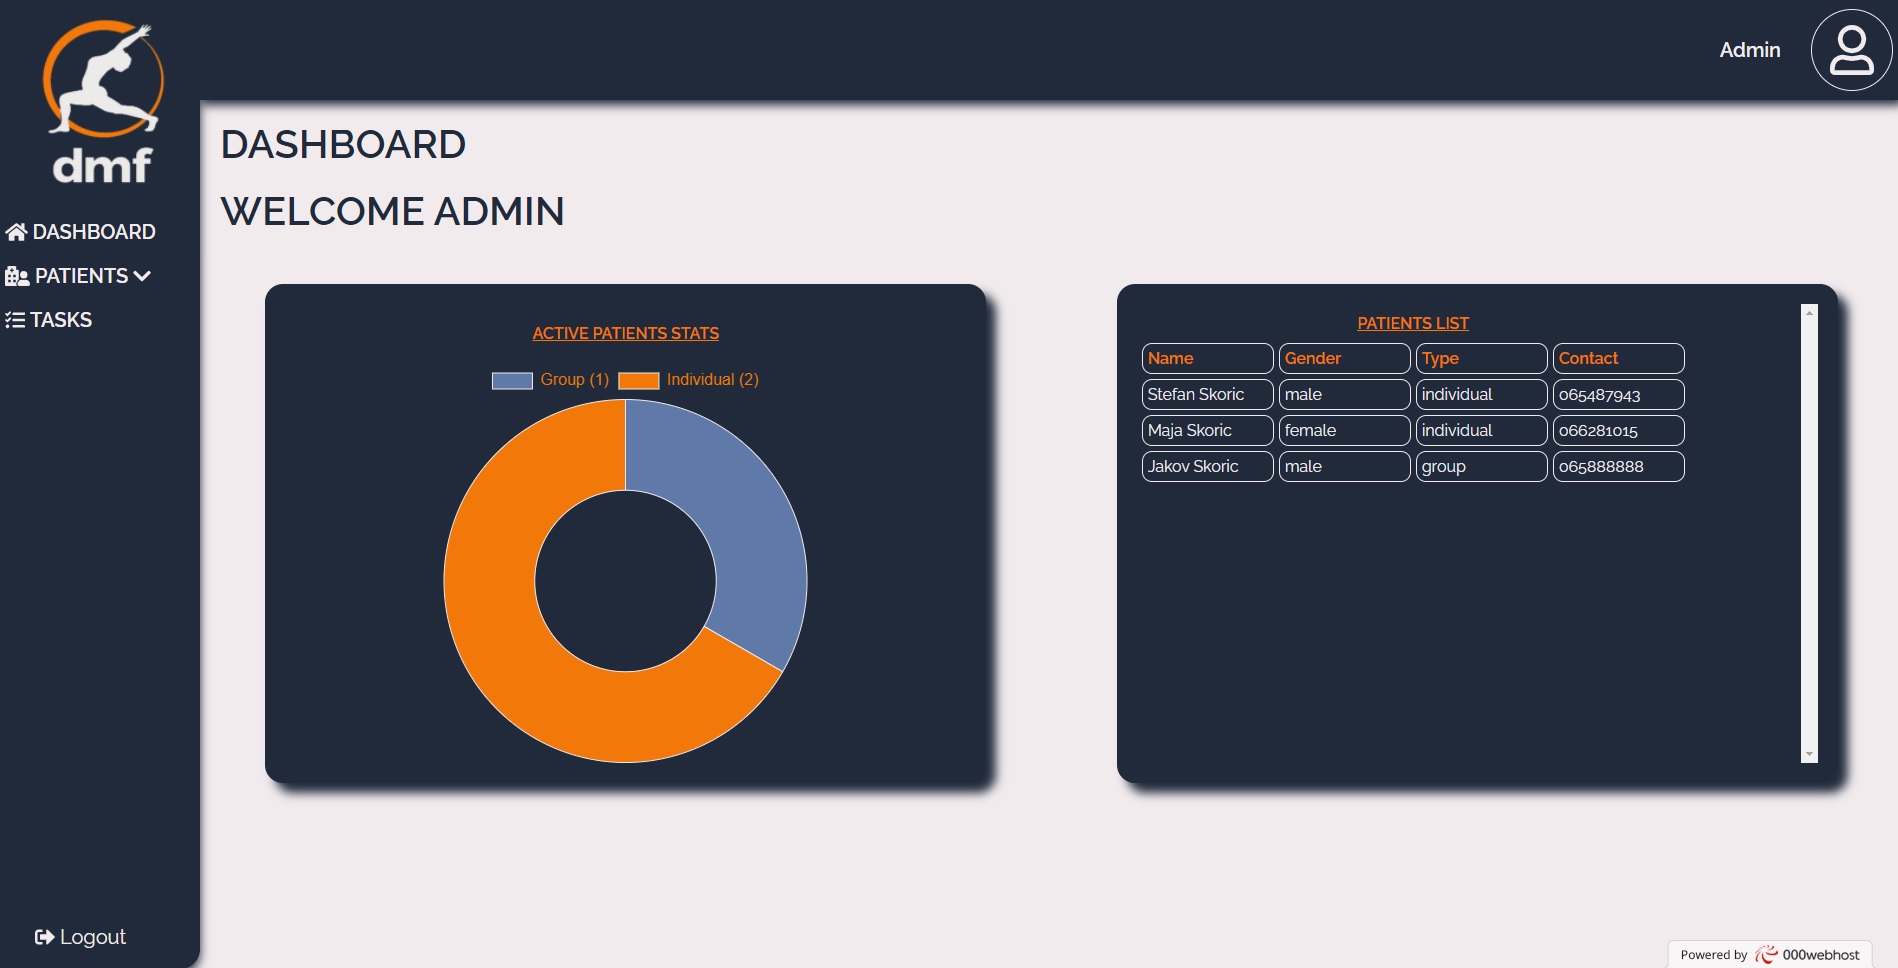 dmf
Admin
DASHBOARD
PATIENTS
TASKS
Logout
DASHBOARD
WELCOME ADMIN
ACTIVE PATIENTS STATS
Group (1) Individual (2)
PATIENTS LIST
Name Gender Type Contact
Stefan Skoric male individual 065487943
Maja Skoric female individual 066281015
Jakov Skoric male group 065888888
Powered by 000webhost